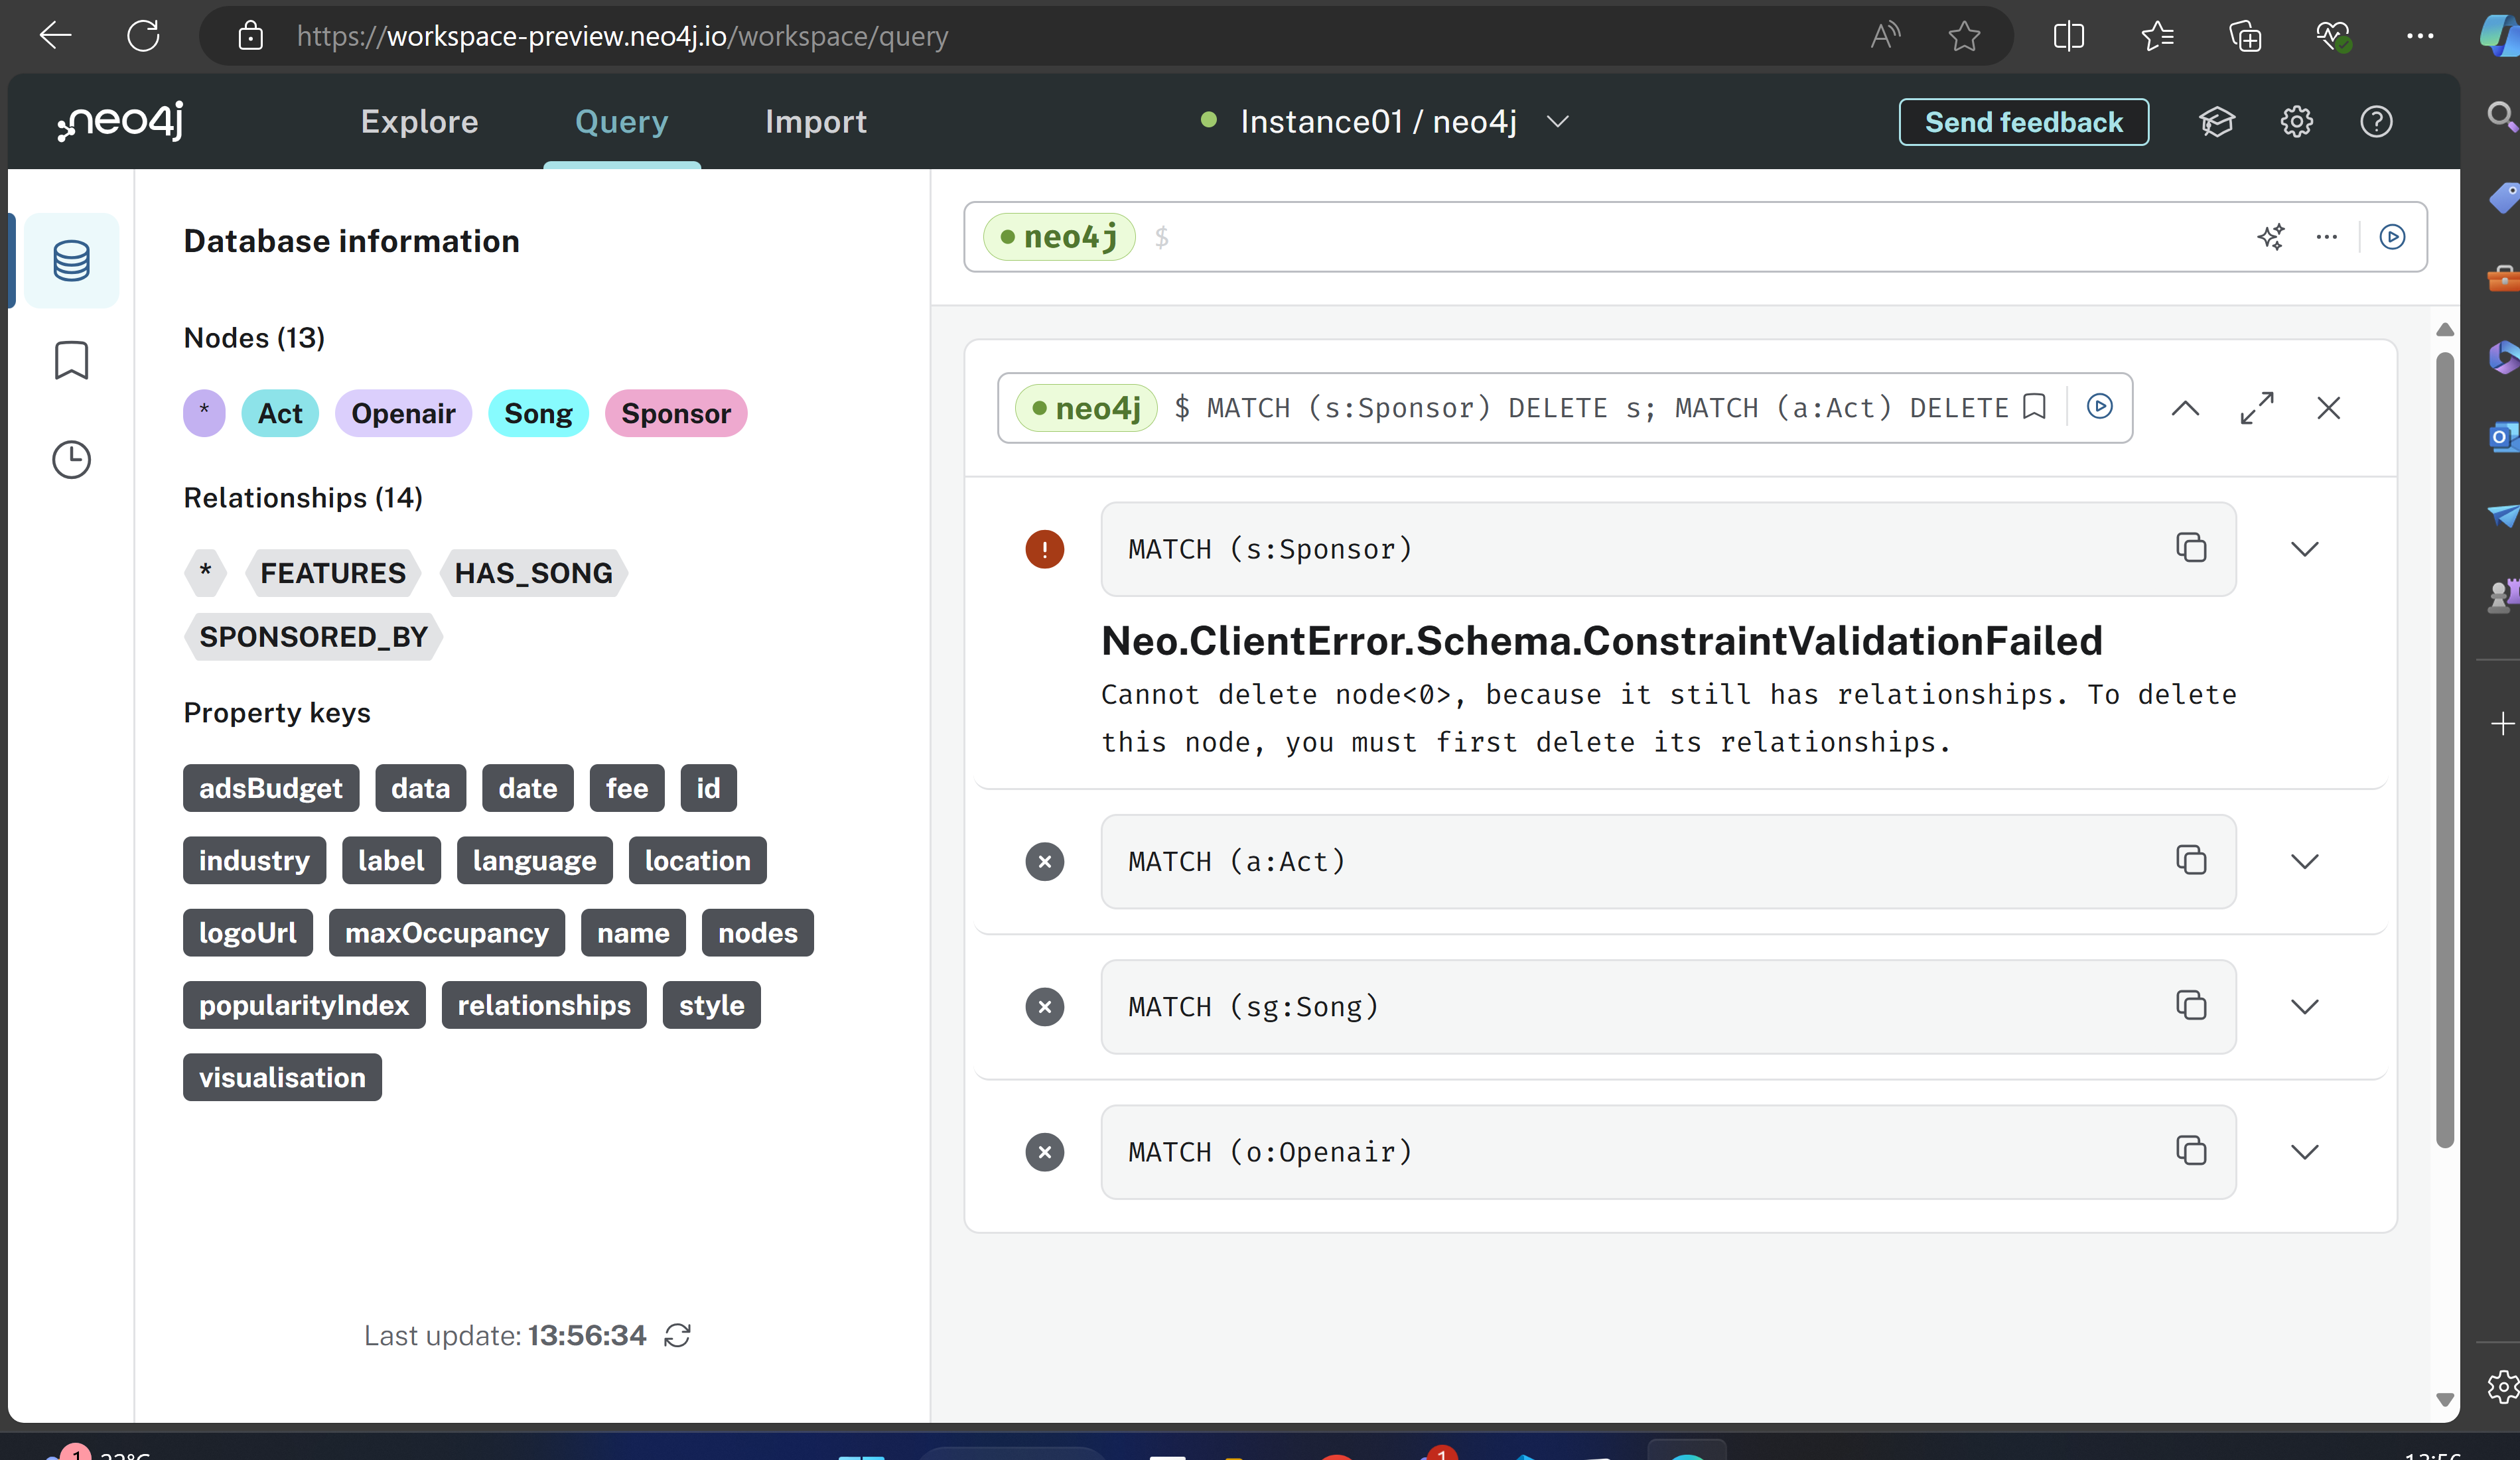 https://workspace-preview.neo4j.io/workspace/query
neo4j
Explore
Query
Import
Instance01 / neo4j
Send feedback
Database information
Nodes (13)
* Act Openair Song Sponsor
Relationships (14)
* FEATURES HAS_SONG
SPONSORED_BY
Property keys
adsBudget data date fee id
industry label language location
logoUrl maxOccupancy name nodes
popularityIndex relationships style
visualisation
Last update: 13:56:34
neo4j $
neo4j $ MATCH (s:Sponsor) DELETE s; MATCH (a:Act) DELETE
MATCH (s:Sponsor)
Neo.ClientError.Schema.ConstraintValidationFailed
Cannot delete node<0>, because it still has relationships. To delete
this node, you must first delete its relationships.
MATCH (a:Act)
MATCH (sg:Song)
MATCH (o:Openair)
1
1